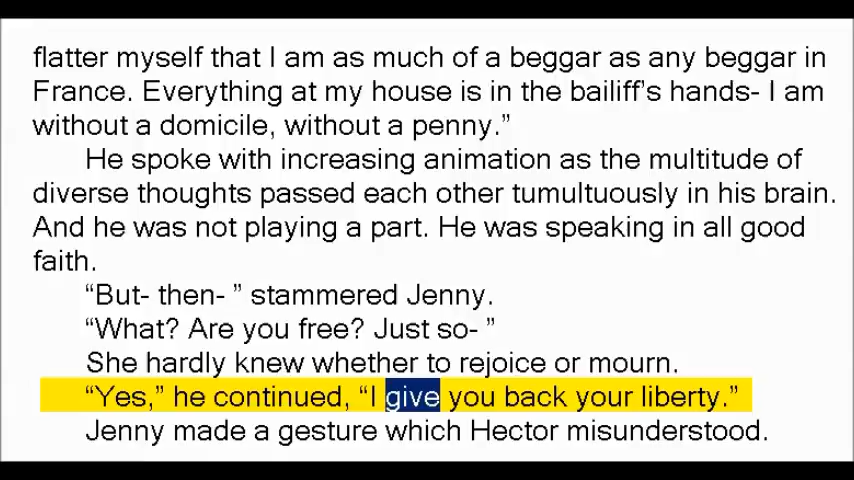 flatter myself that I am as much of a beggar as any beggar in
France. Everything at my house is in the bailiff’s hands- I am
without a domicile, without a penny.”
He spoke with increasing animation as the multitude of
diverse thoughts passed each other tumultuously in his brain.
And he was not playing a part. He was speaking in all good
faith.
“But- then- ” stammered Jenny.
“What? Are you free? Just so- ”
She hardly knew whether to rejoice or mourn.
“Yes,” he continued, “I give you back your liberty.”
Jenny made a gesture which Hector misunderstood.